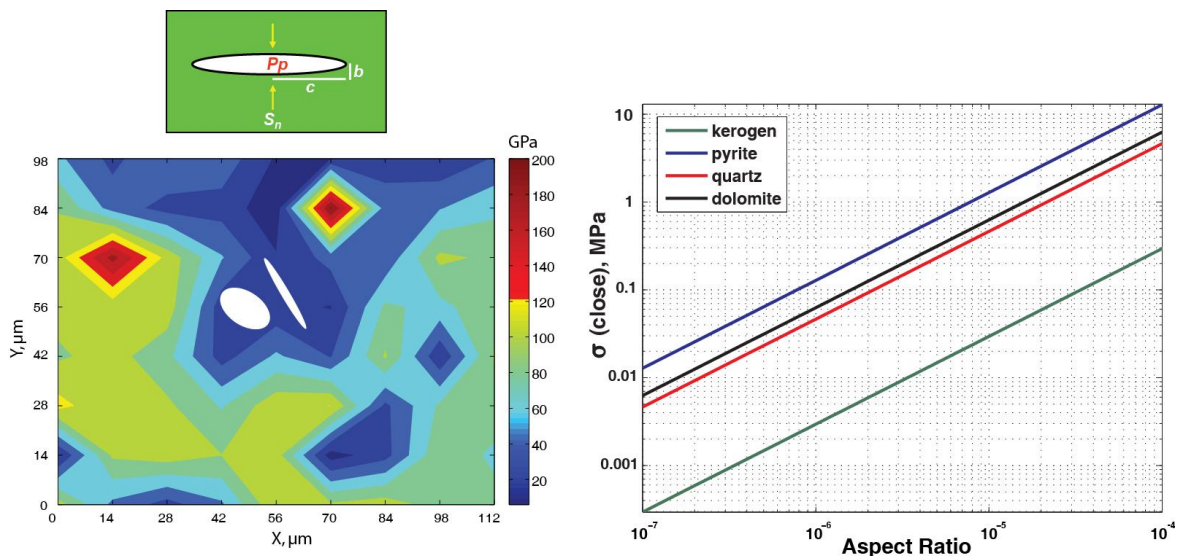 Pp
b
c
Sn
GPa
98
84
70
56
42
28
14
0
Y, μm
0 14 28 42 56 70 84 98 112
X, μm
200
180
160
140
120
100
80
60
40
20
kerogen
pyrite
quartz
dolomite
10
1
0.1
0.01
0.001
σ (close), MPa
10⁻⁷ 10⁻⁶ 10⁻⁵ 10⁻⁴
Aspect Ratio